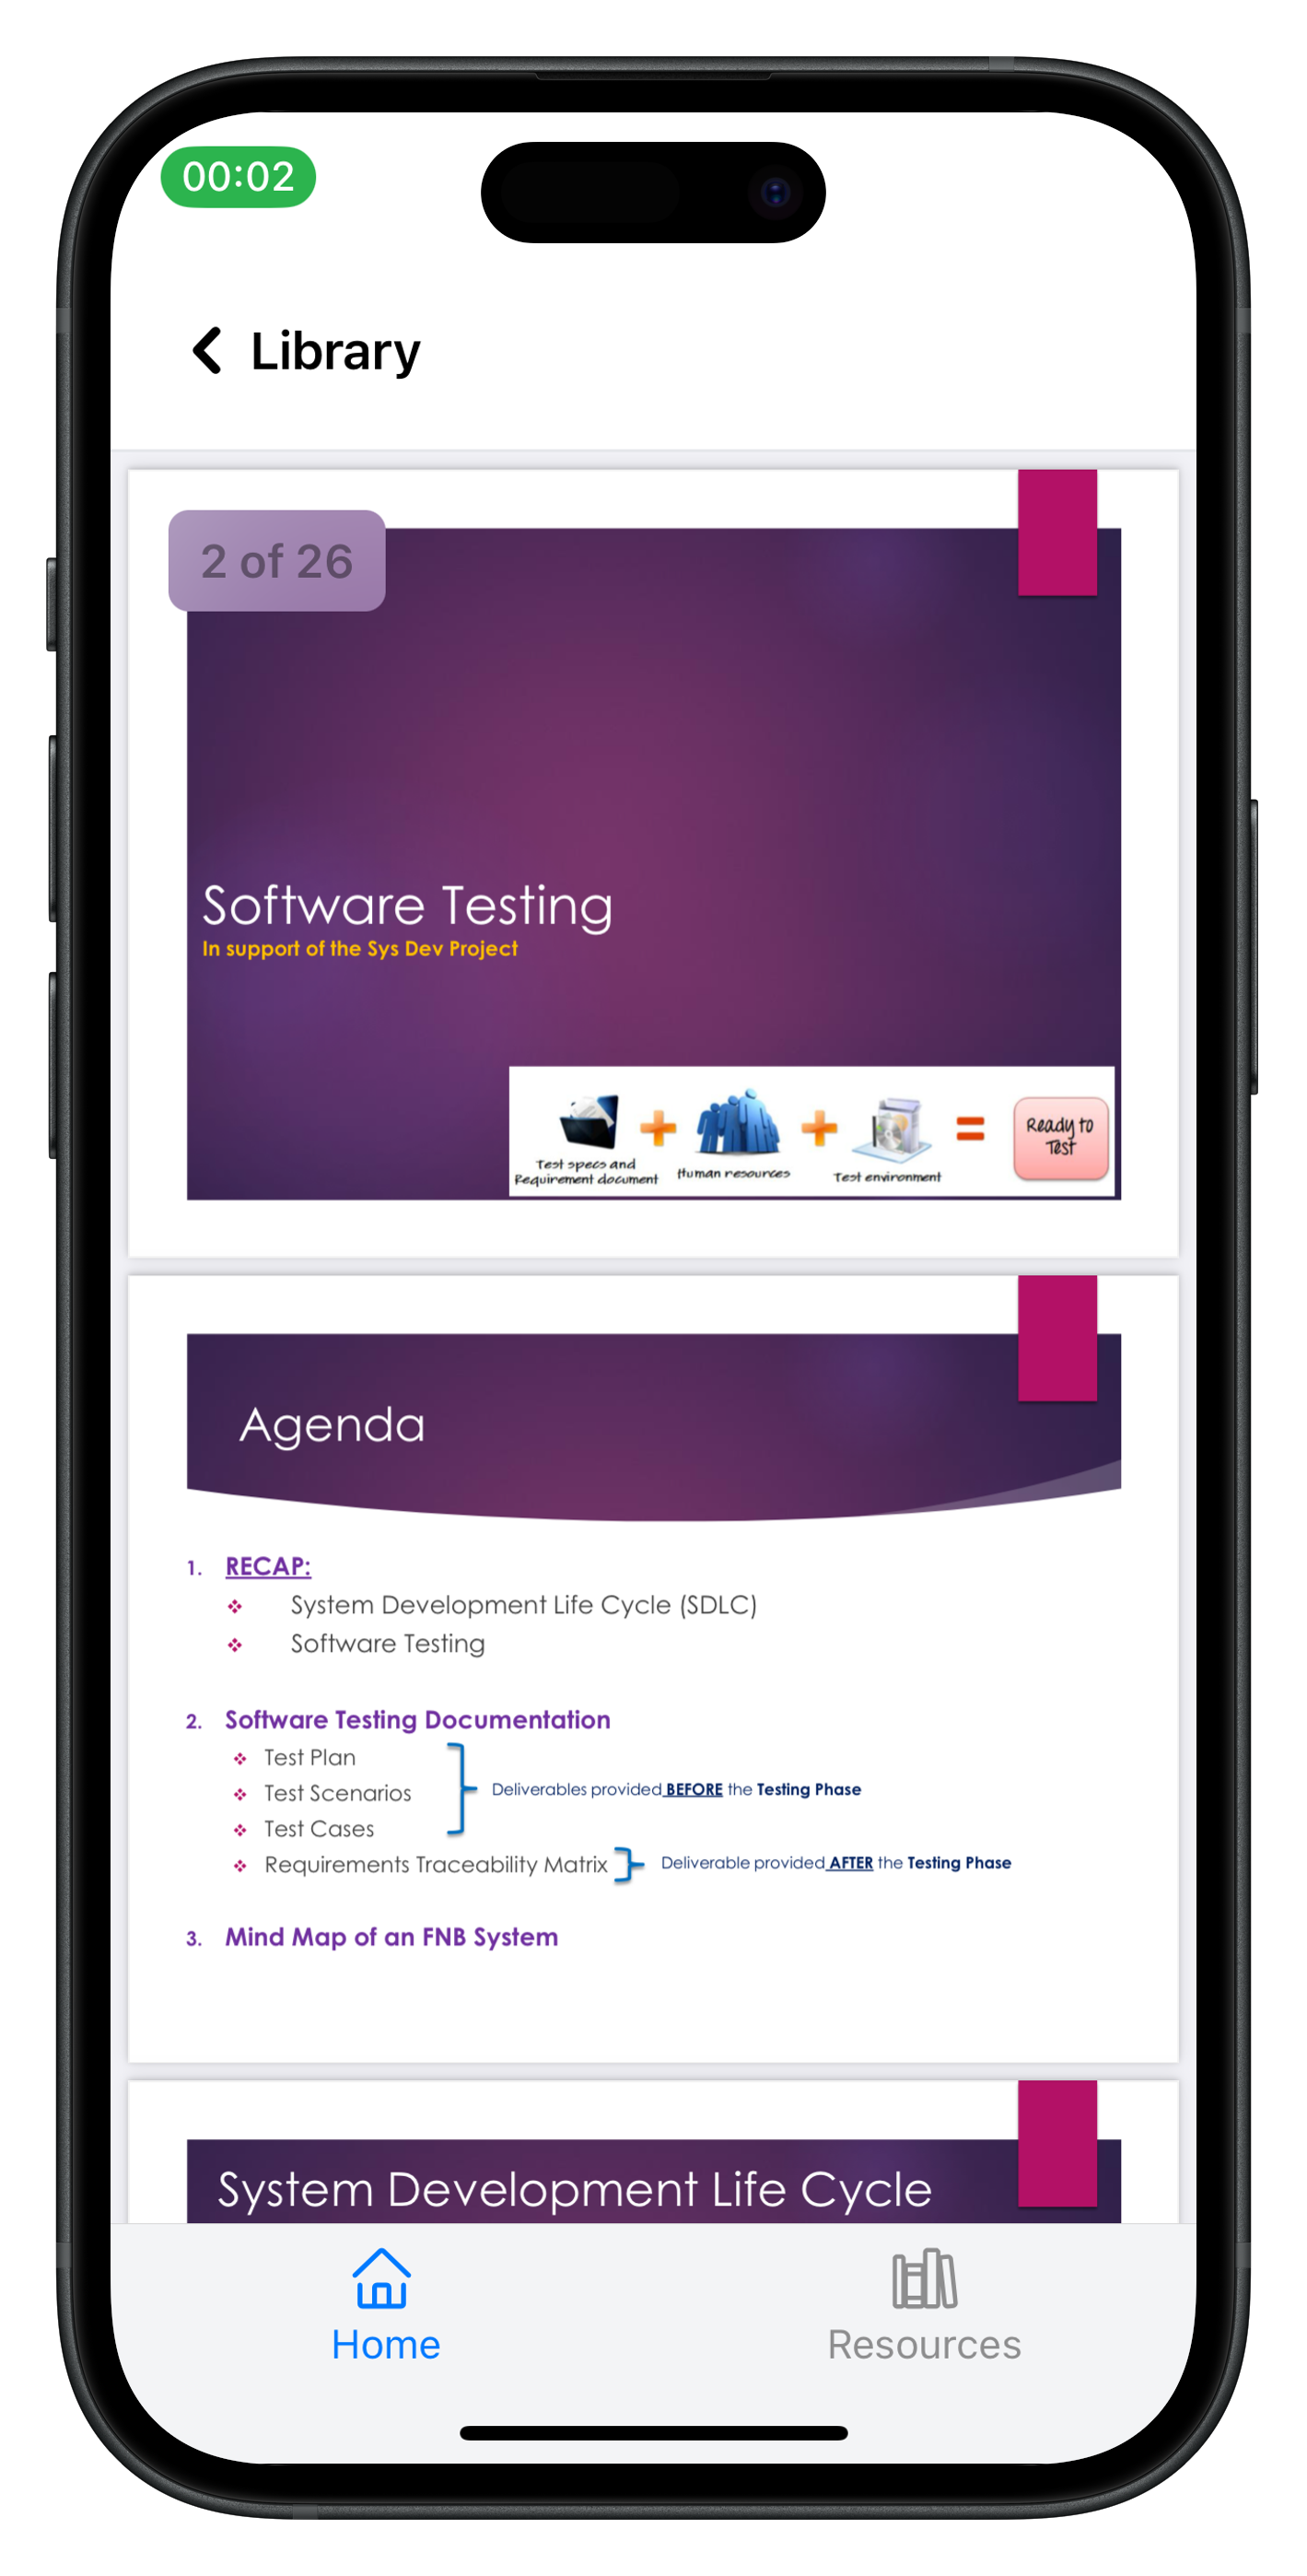 00:02
Library
2 of 26
Software Testing
In support of the Sys Dev Project
Test specs and
Requirement document
Human resources
Test environment
Ready to
Test
Agenda
1. RECAP:
❖ System Development Life Cycle (SDLC)
❖ Software Testing
2. Software Testing Documentation
❖ Test Plan
❖ Test Scenarios
Deliverables provided BEFORE the Testing Phase
❖ Test Cases
❖ Requirements Traceability Matrix
Deliverable provided AFTER the Testing Phase
3. Mind Map of an FNB System
System Development Life Cycle
Home
Resources